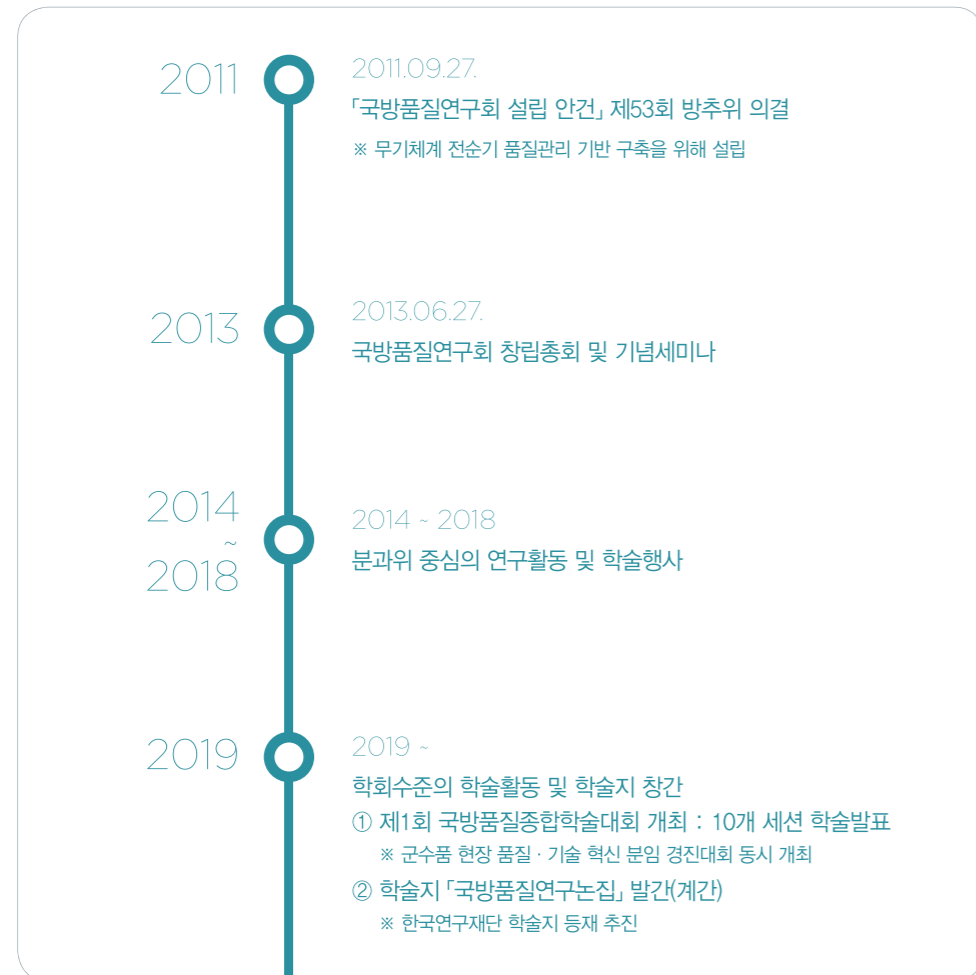 2011
2011.09.27.
「국방품질연구회 설립 안건」 제53회 방추위 의결
※ 무기체계 전순기 품질관리 기반 구축을 위해 설립
2013
2013.06.27.
국방품질연구회 창립총회 및 기념세미나
2014
~
2018
2014 ~ 2018
분과위 중심의 연구활동 및 학술행사
2019
2019 ~
학회수준의 학술활동 및 학술지 창간
① 제1회 국방품질종합학술대회 개최 : 10개 세션 학술발표
※ 군수품 현장 품질 · 기술 혁신 분임 경진대회 동시 개최
② 학술지 「국방품질연구논집」 발간(계간)
※ 한국연구재단 학술지 등재 추진